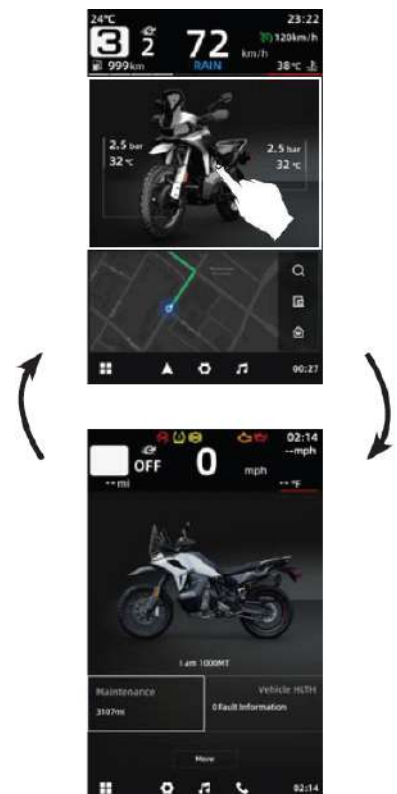 24°C 23:22
3 2 72 km/h 120km/h
999km RAIN 38°C
2.5 bar 2.5 bar
32 °C 32 °C
00:27
02:14
--mph
OFF 0 mph
--mi -- °F
I am 1000MT
Maintenance Vehicle HLTH
3107mi 0 Fault Information
More
02:14